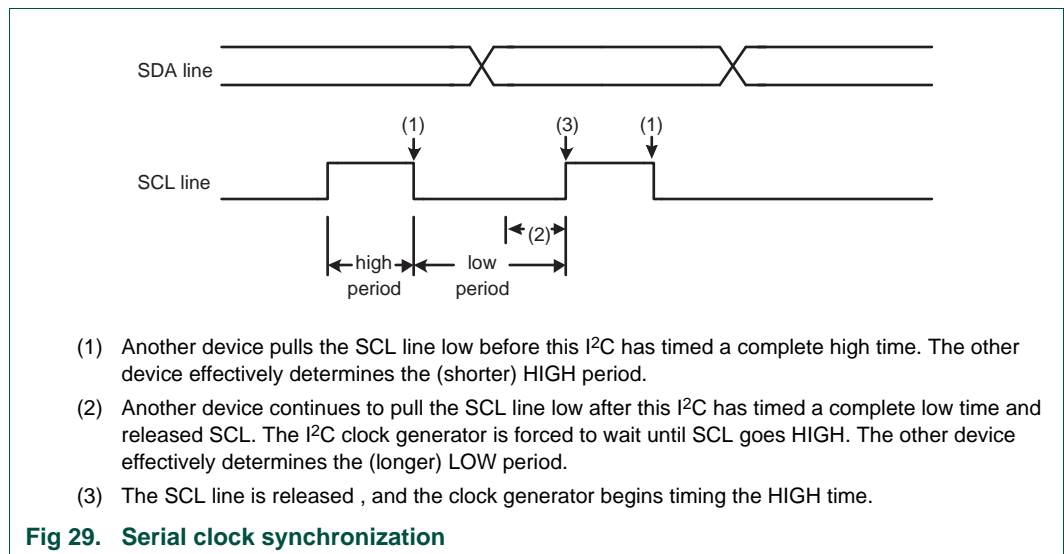 SDA line
(1) (3) (1)
SCL line
(2)
high low
period period
(1) Another device pulls the SCL line low before this I2C has timed a complete high time. The other
device effectively determines the (shorter) HIGH period.
(2) Another device continues to pull the SCL line low after this I2C has timed a complete low time and
released SCL. The I2C clock generator is forced to wait until SCL goes HIGH. The other device
effectively determines the (longer) LOW period.
(3) The SCL line is released , and the clock generator begins timing the HIGH time.
Fig 29. Serial clock synchronization